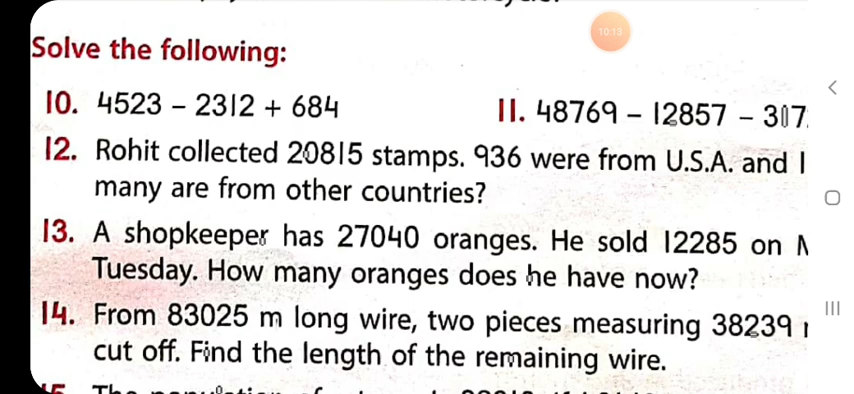 10:13
Solve the following:
10. 4523 – 2312 + 684
11. 48769 – 12857 – 307
12. Rohit collected 20815 stamps. 936 were from U.S.A. and
many are from other countries?
13. A shopkeeper has 27040 oranges. He sold 12285 on
Tuesday. How many oranges does he have now?
14. From 83025 m long wire, two pieces measuring 38239
cut off. Find the length of the remaining wire.